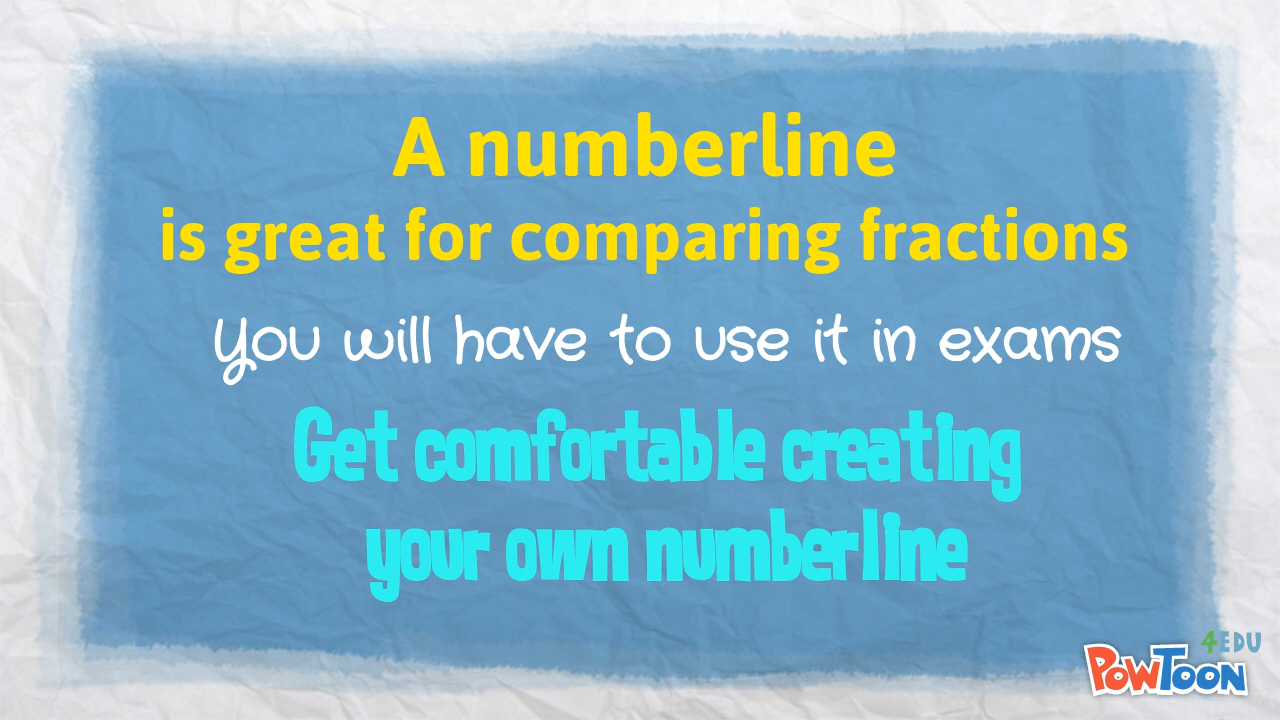 A numberline
is great for comparing fractions
You will have to use it in exams
Get comfortable creating
your own numberline
4EDU
PowToon